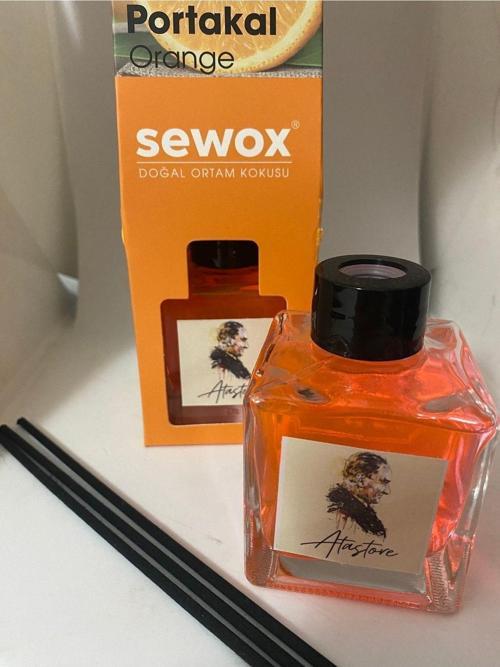 Portakal
Orange
sewox®
DOĞAL ORTAM KOKUSU
Atastore
Atastore